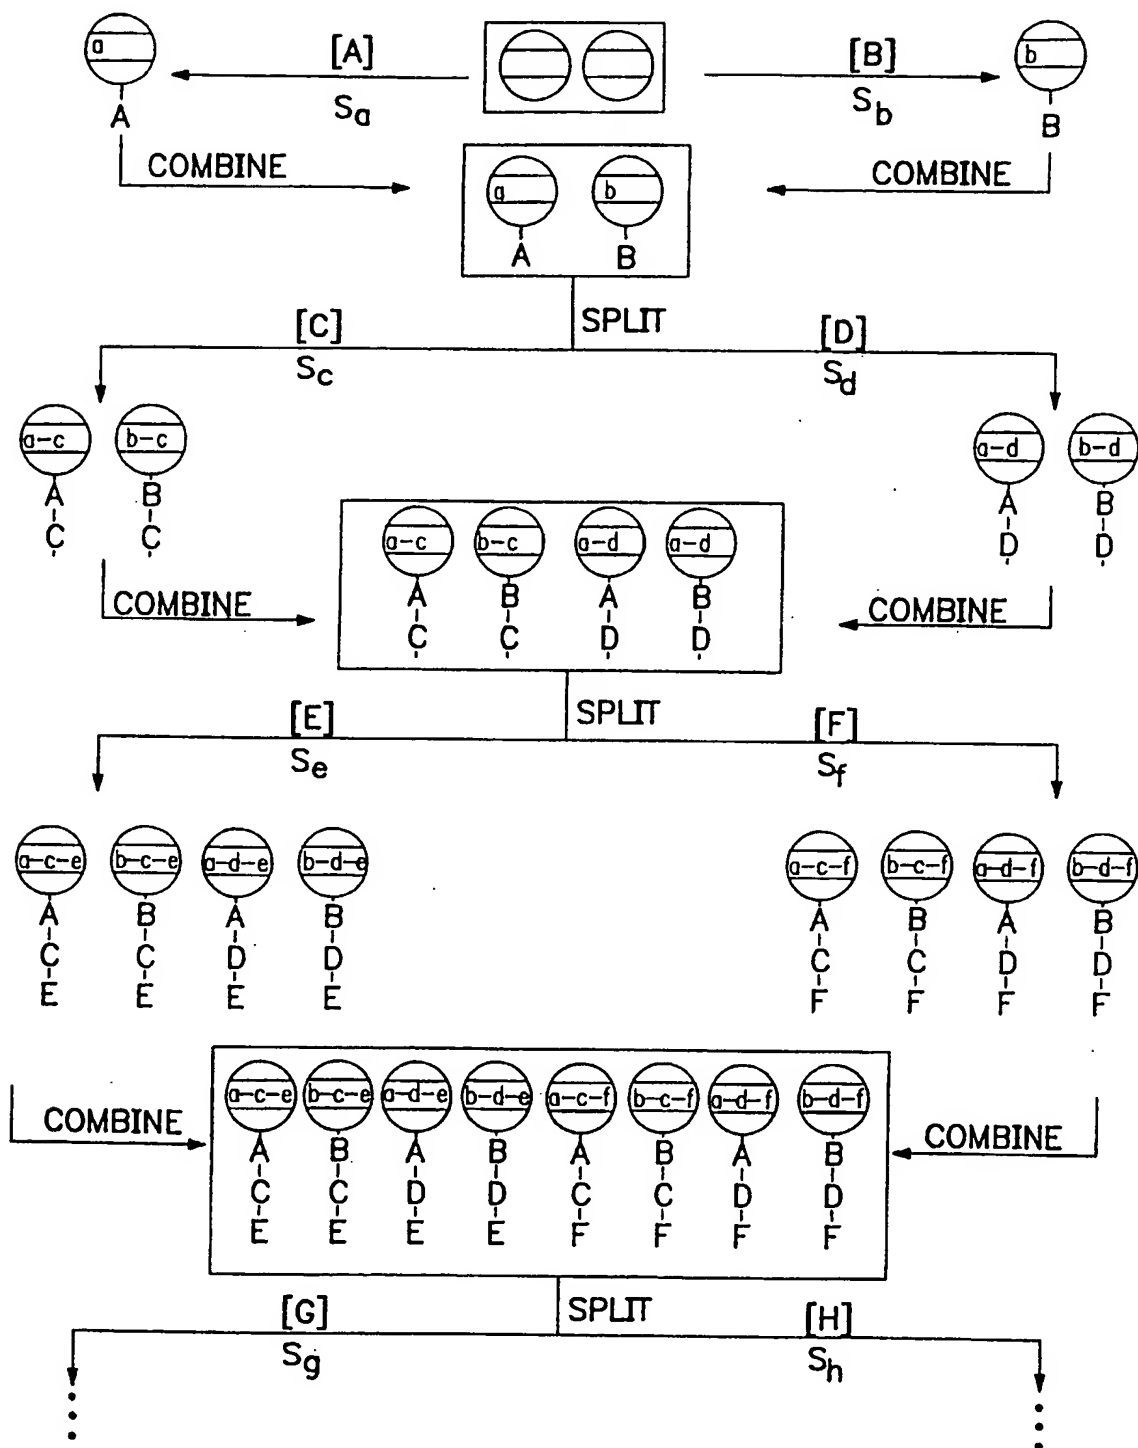 a [A] [B] b
Sa Sb
A B
COMBINE COMBINE
a b
A B
SPLIT
[C] [D]
Sc Sd
a-c b-c a-d b-d
A B A B
C C D D
a-c b-c a-d a-d
A B A B
C C D D
COMBINE COMBINE
SPLIT
[E] [F]
Se Sf
a-c-e b-c-e a-d-e b-d-e a-c-f b-c-f a-d-f b-d-f
A B A B A B A B
C C D D C C D D
E E E E F F F F
a-c-e b-c-e a-d-e b-d-e a-c-f b-c-f a-d-f b-d-f
COMBINE COMBINE
A B A B A B A B
C C D D C C D D
E E E E F F F F
SPLIT
[G] [H]
Sg Sh